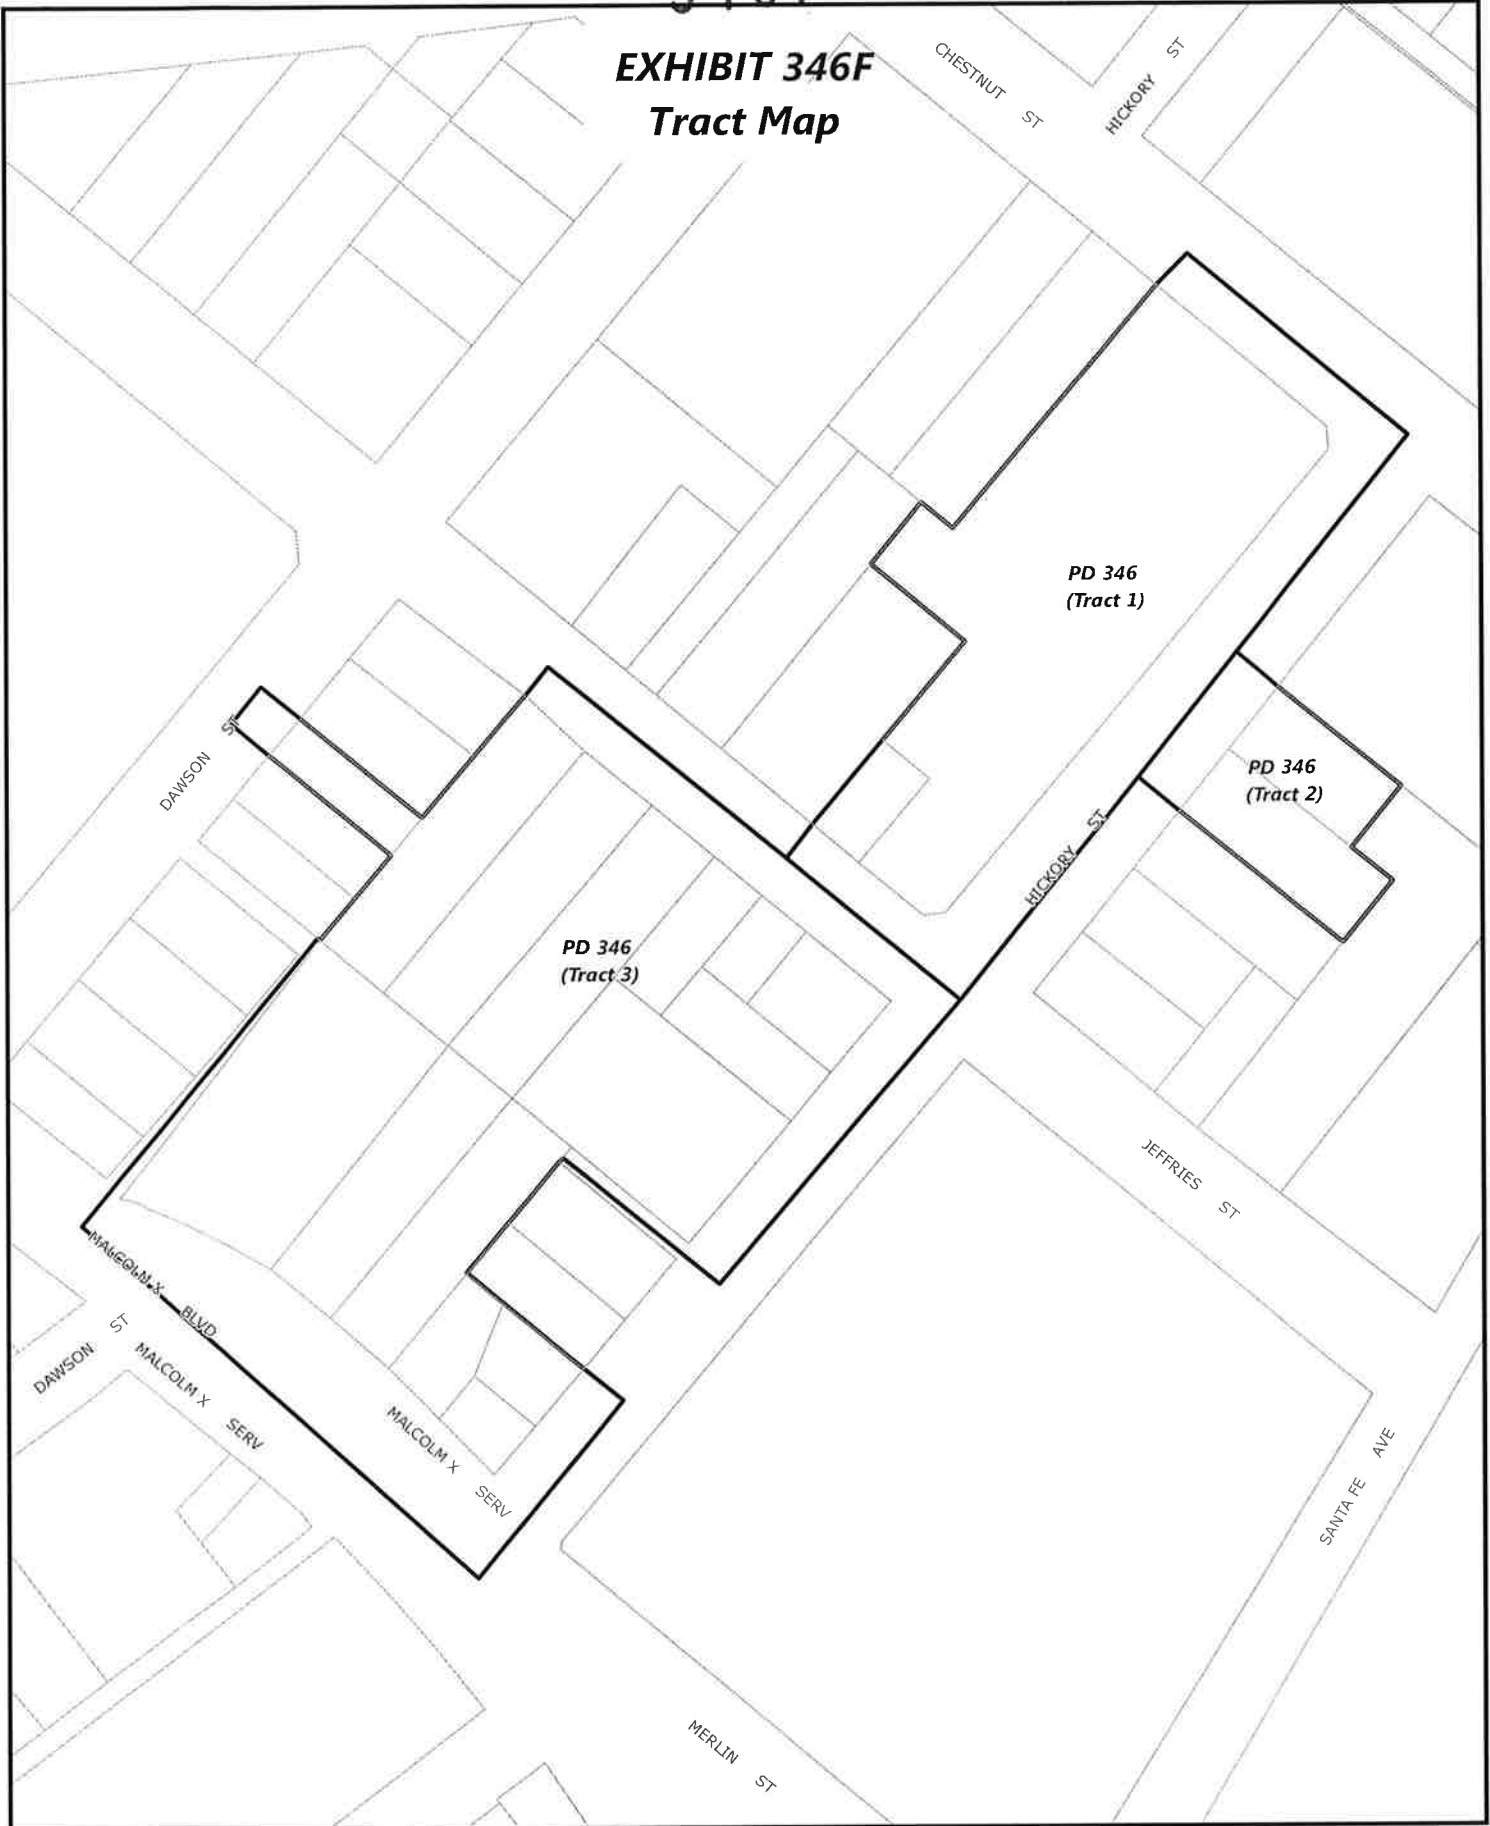 EXHIBIT 346F
Tract Map
CHESTNUT ST
HICKORY ST
PD 346
(Tract 1)
DAWSON ST
PD 346
(Tract 2)
HICKORY ST
PD 346
(Tract 3)
JEFFRIES ST
MALCOLM X BLVD
DAWSON ST
MALCOLM X SERV
MALCOLM X SERV
SANTA FE AVE
MERLIN ST